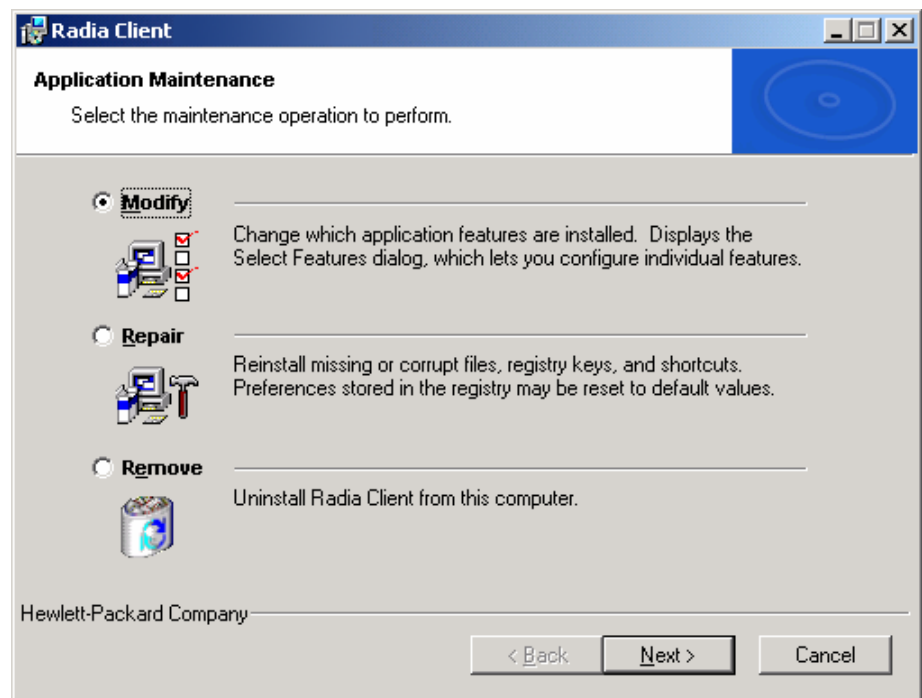 Radia Client
Application Maintenance
Select the maintenance operation to perform.
Modify
Change which application features are installed.  Displays the
Select Features dialog, which lets you configure individual features.
Repair
Reinstall missing or corrupt files, registry keys, and shortcuts.
Preferences stored in the registry may be reset to default values.
Remove
Uninstall Radia Client from this computer.
Hewlett-Packard Company
< Back
Next >
Cancel